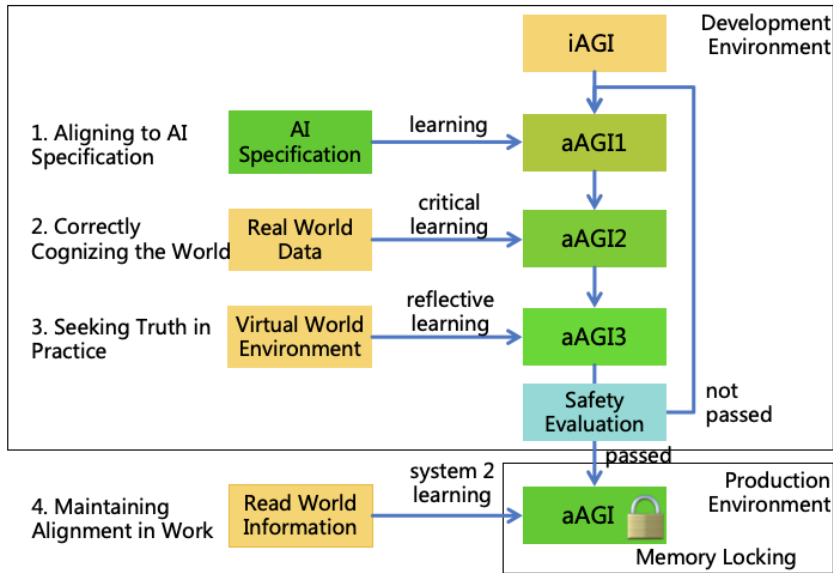 iAGI
Development
Environment
1. Aligning to AI
Specification
AI
Specification
learning
aAGI1
2. Correctly
Cognizing the World
Real World
Data
critical
learning
aAGI2
3. Seeking Truth in
Practice
Virtual World
Environment
reflective
learning
aAGI3
Safety
Evaluation
not
passed
passed
4. Maintaining
Alignment in Work
Read World
Information
system 2
learning
aAGI
Production
Environment
Memory Locking